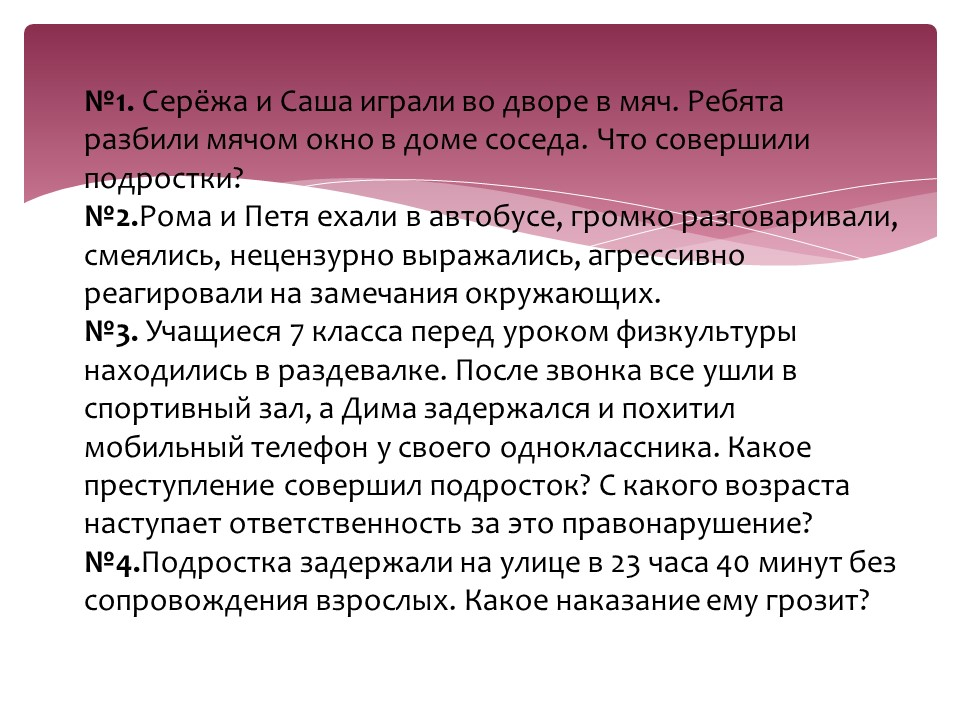 №1. Серёжа и Саша играли во дворе в мяч. Ребята
разбили мячом окно в доме соседа. Что совершили
подростки?
№2.Рома и Петя ехали в автобусе, громко разговаривали,
смеялись, нецензурно выражались, агрессивно
реагировали на замечания окружающих.
№3. Учащиеся 7 класса перед уроком физкультуры
находились в раздевалке. После звонка все ушли в
спортивный зал, а Дима задержался и похитил
мобильный телефон у своего одноклассника. Какое
преступление совершил подросток? С какого возраста
наступает ответственность за это правонарушение?
№4.Подростка задержали на улице в 23 часа 40 минут без
сопровождения взрослых. Какое наказание ему грозит?